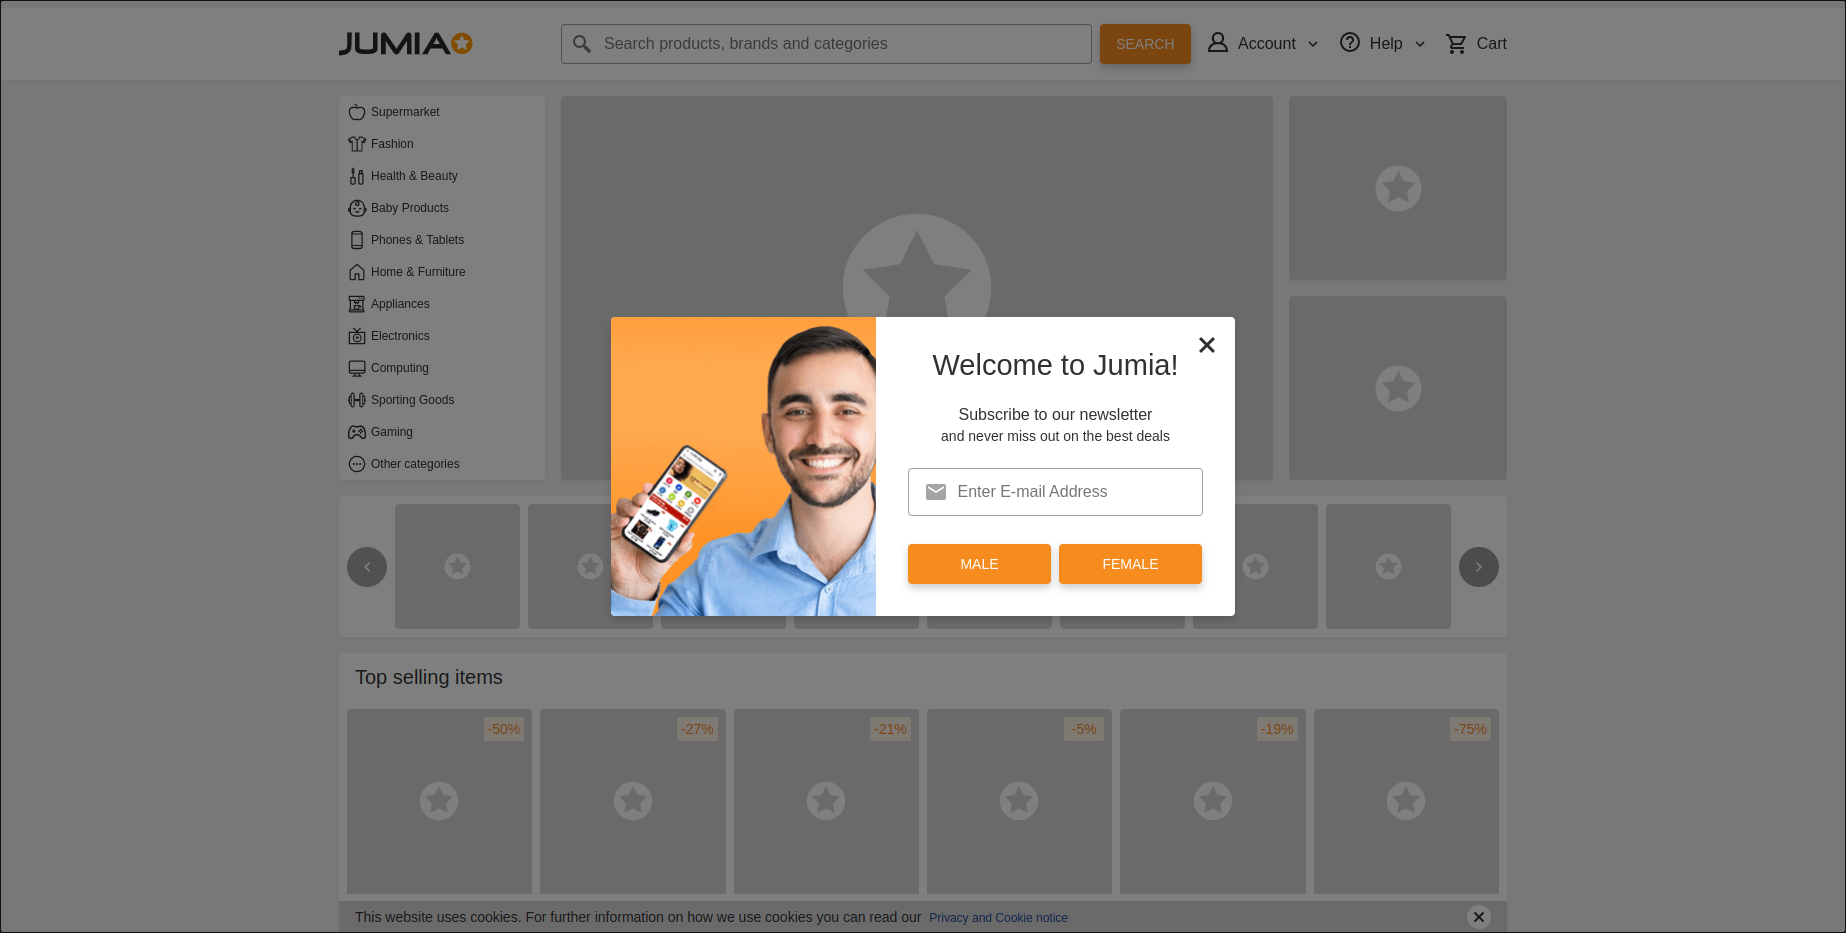 JUMIA
Search products, brands and categories
SEARCH
Account
Help
Cart
Supermarket
Fashion
Health & Beauty
Baby Products
Phones & Tablets
Home & Furniture
Appliances
Electronics
Computing
Sporting Goods
Gaming
Other categories
Welcome to Jumia!
Subscribe to our newsletter
and never miss out on the best deals
Enter E-mail Address
MALE
FEMALE
Top selling items
-50%
-27%
-21%
-5%
-19%
-75%
This website uses cookies. For further information on how we use cookies you can read our Privacy and Cookie notice